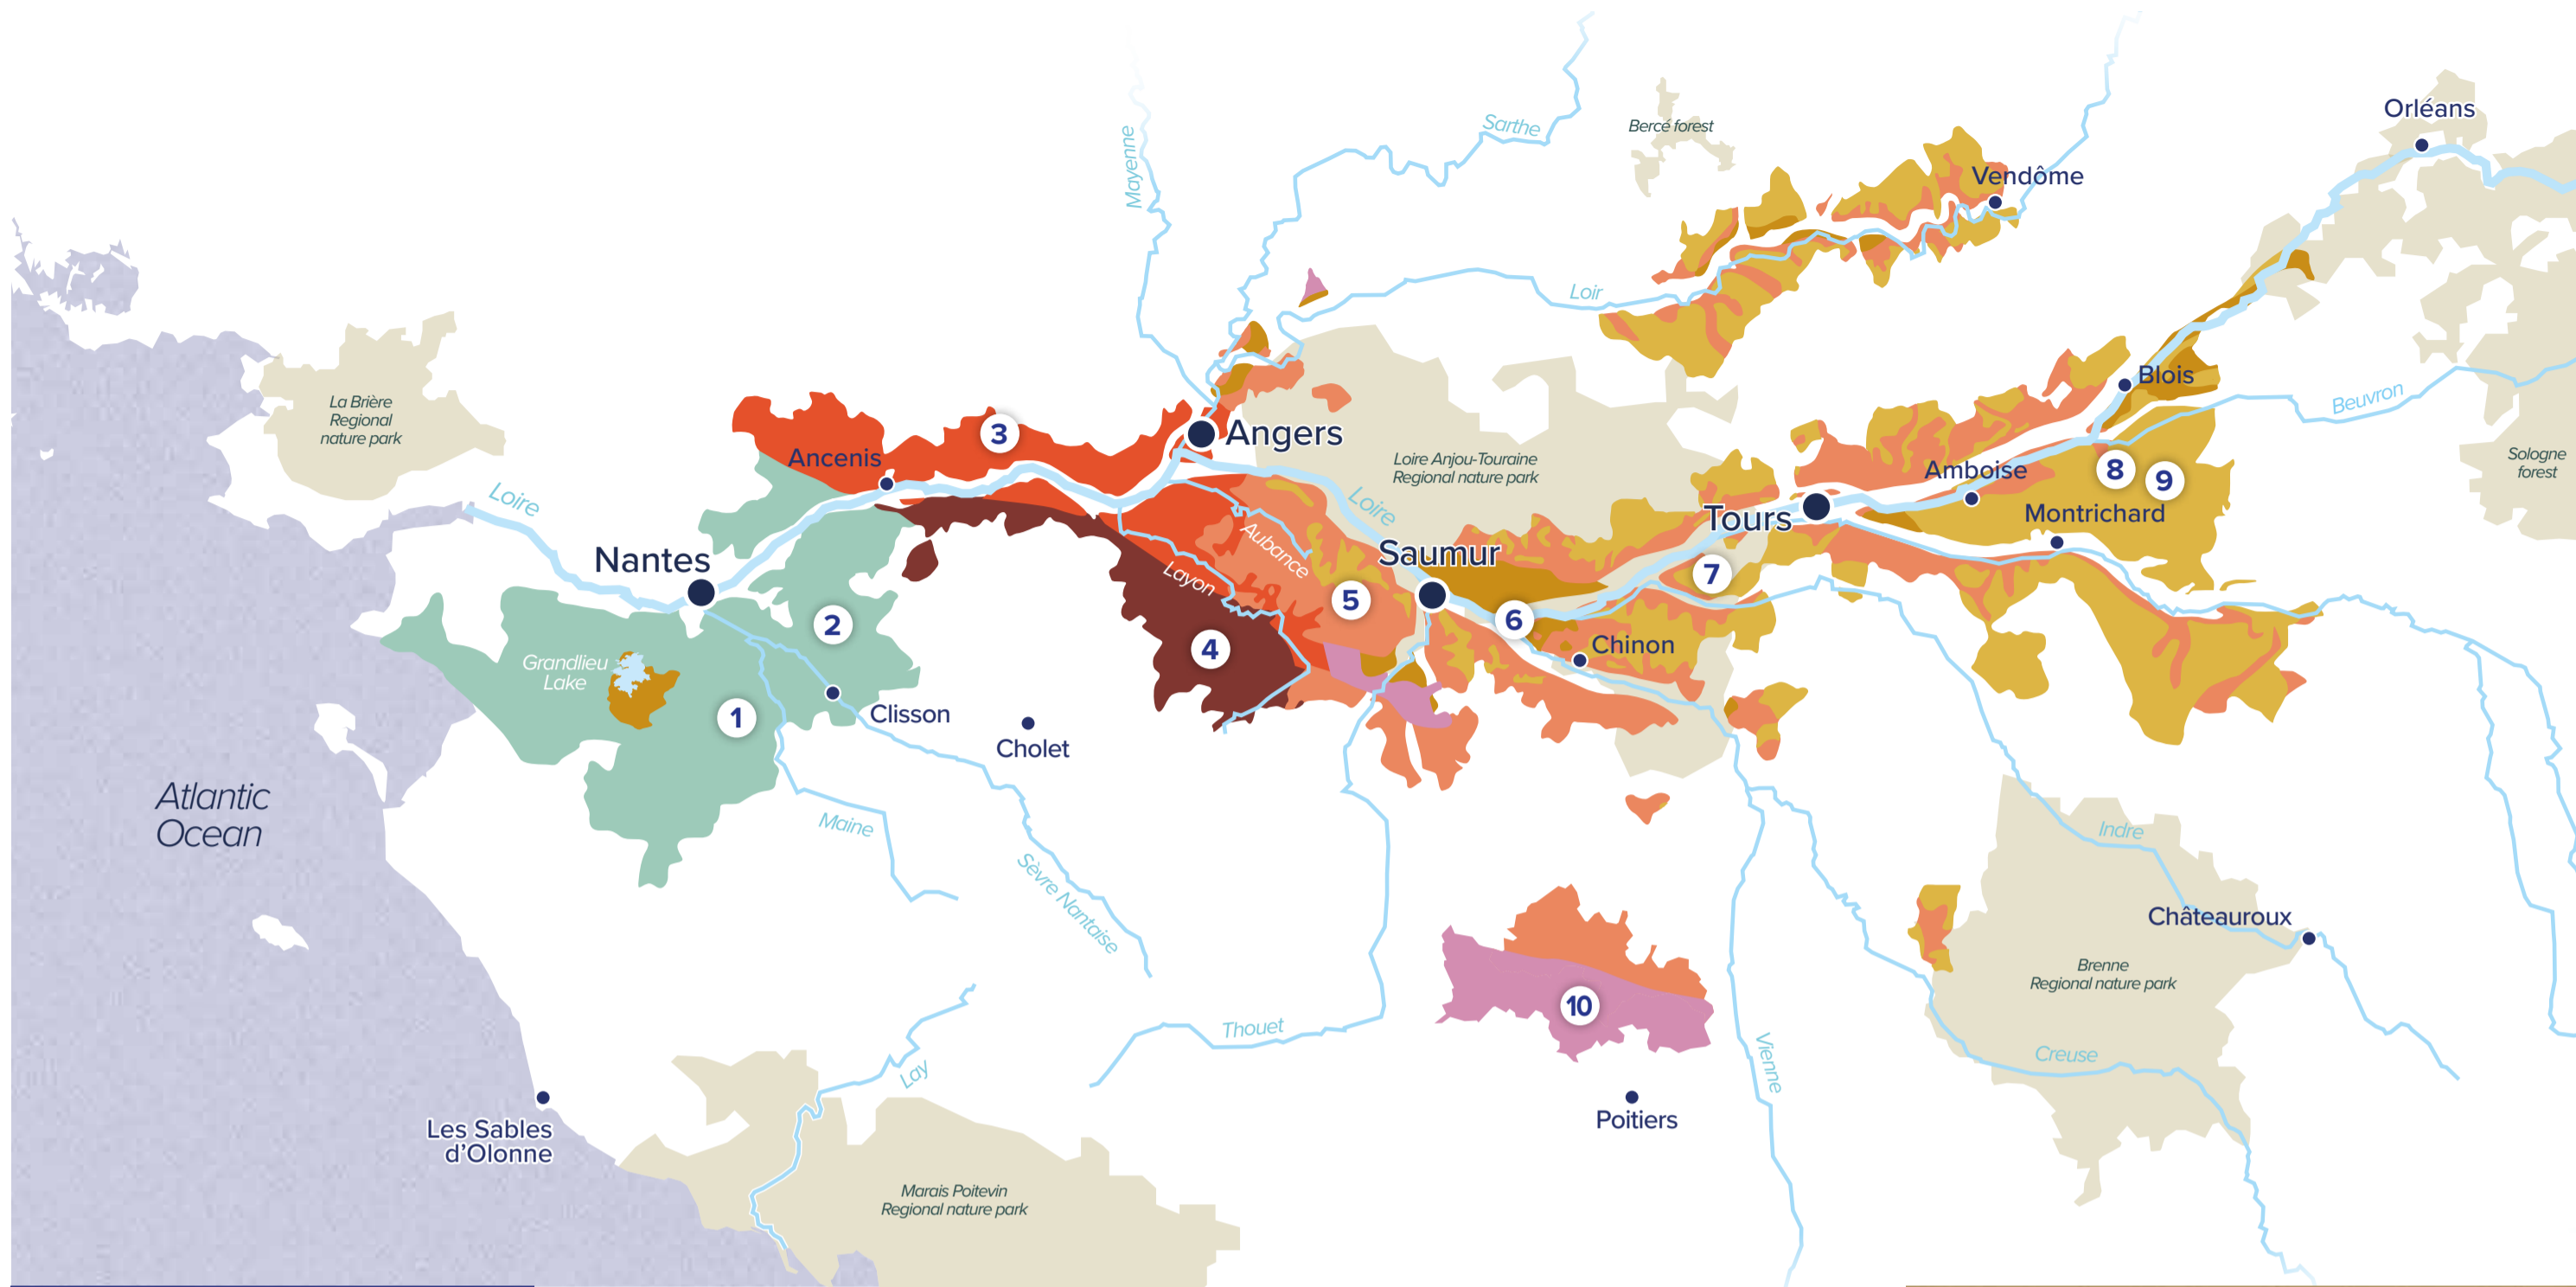 Orléans
Bercé forest
Sarthe
Mayenne
Vendôme
Loir
Blois
Beuvron
La Brière
Regional
nature park
Angers
3
Ancenis
Loire Anjou-Touraine
Regional nature park
Sologne
forest
Amboise
8
9
Loire
Loire
Tours
Montrichard
Aubance
Saumur
Nantes
Layon
7
5
6
2
4
Chinon
Grandlieu
Lake
1
Clisson
Cholet
Atlantic
Ocean
Maine
Indre
Sèvre Nantaise
Châteauroux
Brenne
Regional nature park
10
Thouet
Vienne
Creuse
Lay
Poitiers
Les Sables
d'Olonne
Marais Poitevin
Regional nature park